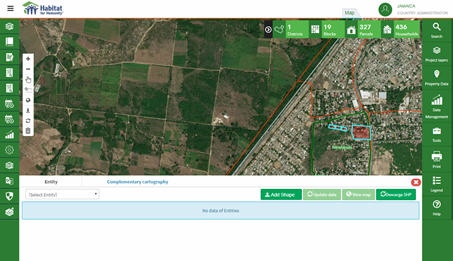 Habitat
for Humanity®
Map
JAMAICA
COUNTRY ADMINISTRATOR
1
Districts
19
Blocks
327
Parcels
436
Households
Search
Project layers
Property Data
Data
Management
Tools
Print
Legend
Help
Entity
Complementary cartography
[Select Entity]
Add Shape
Update data
View map
Descarga SHP
No data of Entities